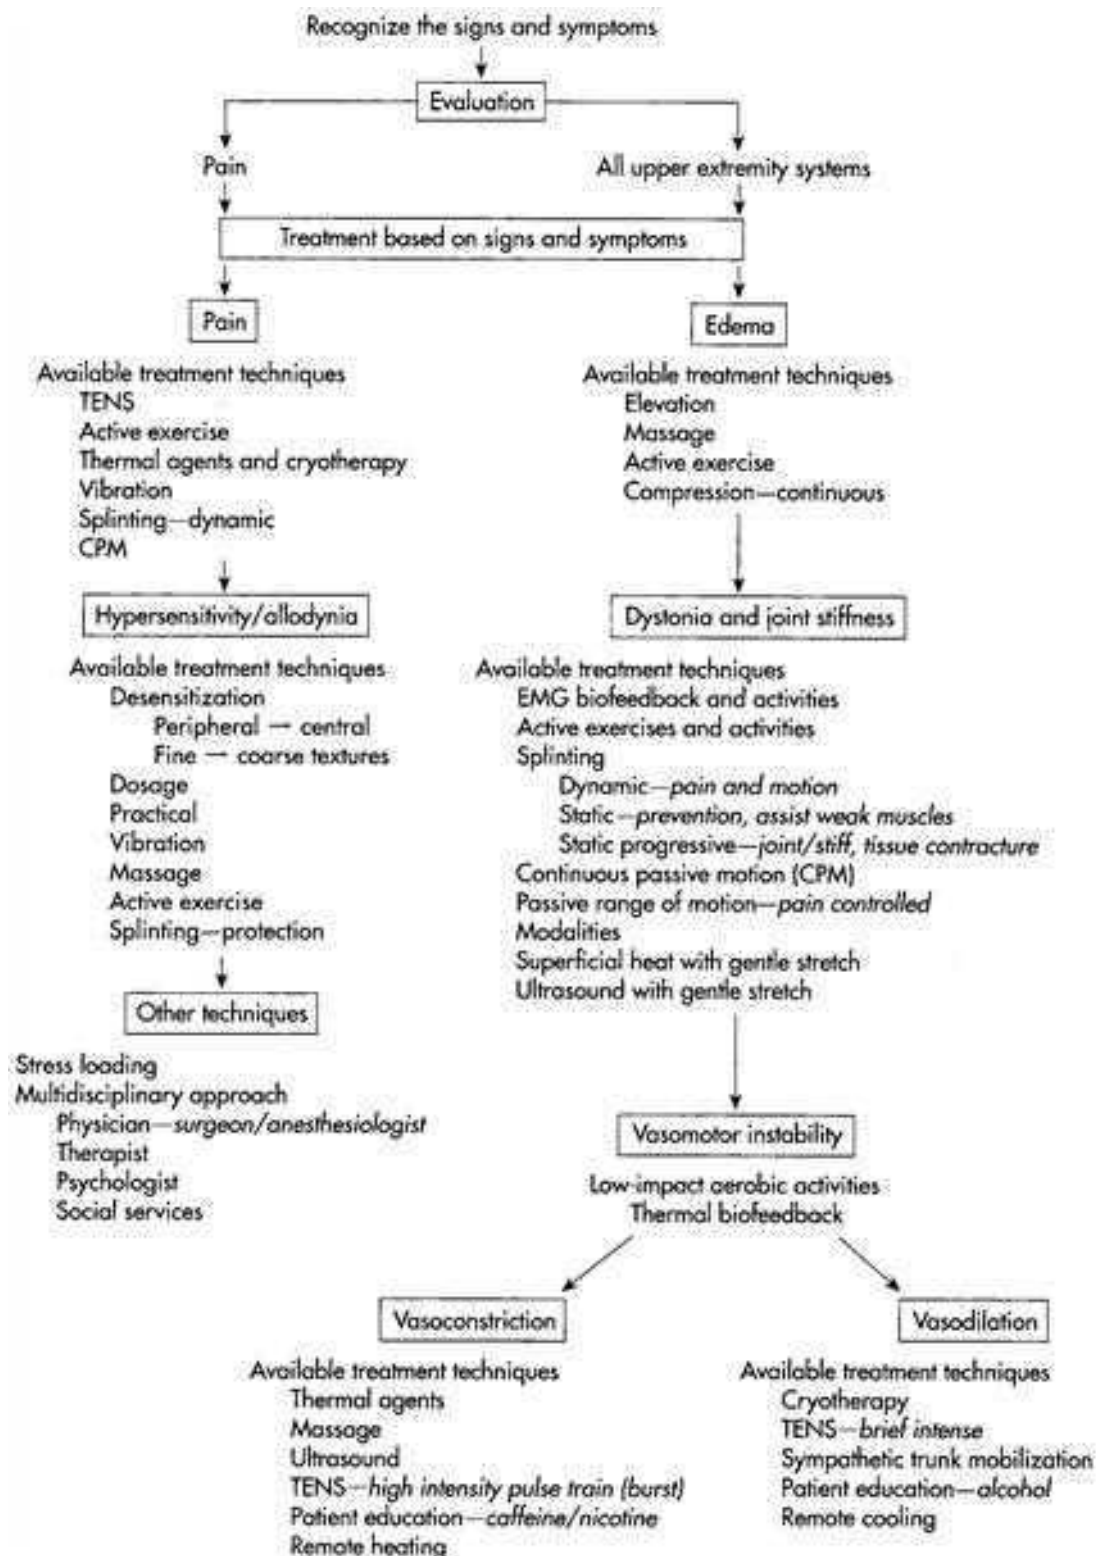 Recognize the signs and symptoms
Evaluation
Pain
All upper extremity systems
Treatment based on signs and symptoms
Pain
Available treatment techniques
TENS
Active exercise
Thermal agents and cryotherapy
Vibration
Splinting—dynamic
CPM
Hypersensitivity/allodynia
Available treatment techniques
Desensitization
Peripheral → central
Fine → coarse textures
Dosage
Practical
Vibration
Massage
Active exercise
Splinting—protection
Other techniques
Stress loading
Multidisciplinary approach
Physician—surgeon/anesthesiologist
Therapist
Psychologist
Social services
Edema
Available treatment techniques
Elevation
Massage
Active exercise
Compression—continuous
Dystonia and joint stiffness
Available treatment techniques
EMG biofeedback and activities
Active exercises and activities
Splinting
Dynamic—pain and motion
Static—prevention, assist weak muscles
Static progressive—joint/stiff, tissue contracture
Continuous passive motion (CPM)
Passive range of motion—pain controlled
Modalities
Superficial heat with gentle stretch
Ultrasound with gentle stretch
Vasomotor instability
Low-impact aerobic activities
Thermal biofeedback
Vasoconstriction
Available treatment techniques
Thermal agents
Massage
Ultrasound
TENS—high intensity pulse train (burst)
Patient education—caffeine/nicotine
Remote heating
Vasodilation
Available treatment techniques
Cryotherapy
TENS—brief intense
Sympathetic trunk mobilization
Patient education—alcohol
Remote cooling